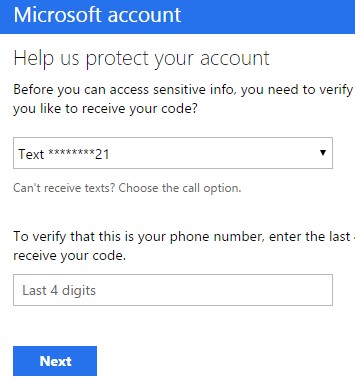 Microsoft account
Help us protect your account
Before you can access sensitive info, you need to verify
you like to receive your code?
Text ********21
Can't receive texts? Choose the call option.
To verify that this is your phone number, enter the last
receive your code.
Last 4 digits
Next